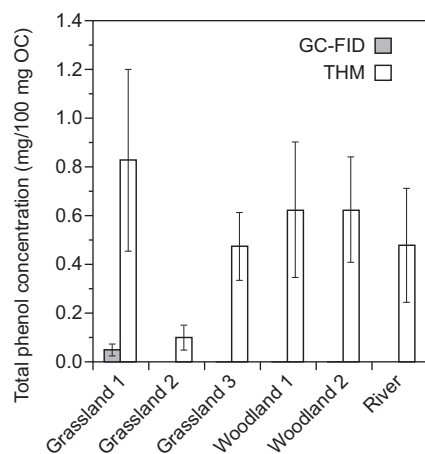 Total phenol concentration (mg/100 mg OC)
1.4
1.2
1.0
0.8
0.6
0.4
0.2
0.0
GC-FID
THM
Grassland 1
Grassland 2
Grassland 3
Woodland 1
Woodland 2
River